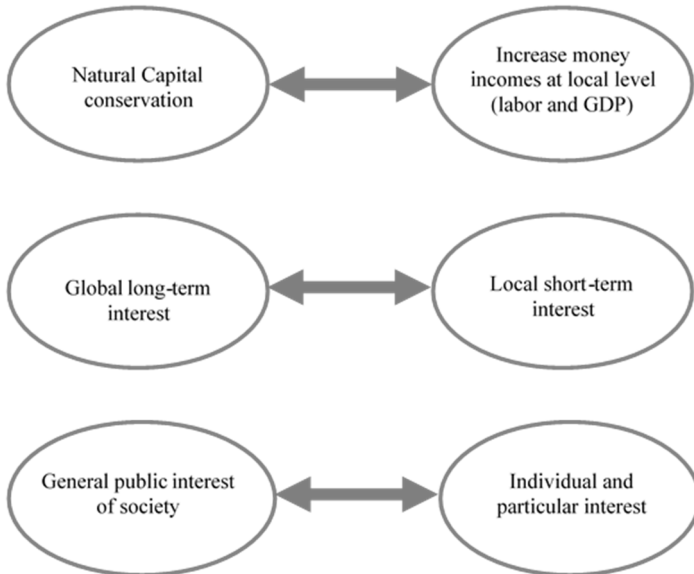 Natural Capital
conservation
Increase money
incomes at local level
(labor and GDP)
Global long-term
interest
Local short-term
interest
General public interest
of society
Individual and
particular interest